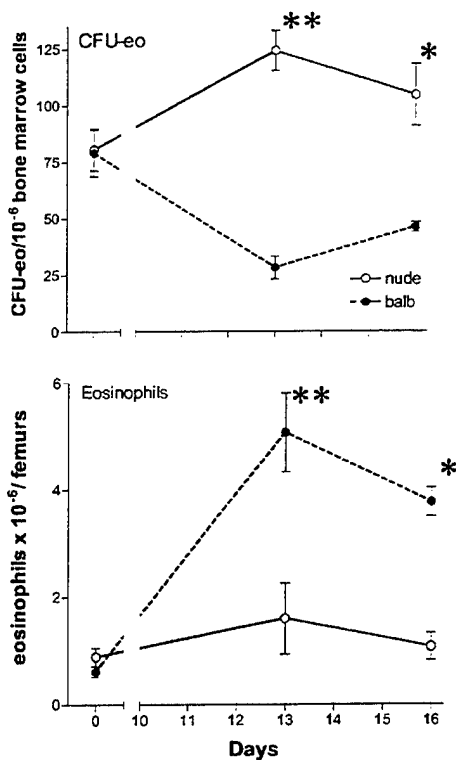 CFU-eo
**
*
125
100
75
50
25
0
CFU-eo/10-6 bone marrow cells
nude
balb
Eosinophils
**
*
6
4
2
0
eosinophils x 10-6/ femurs
0 10 11 12 13 14 15 16
Days